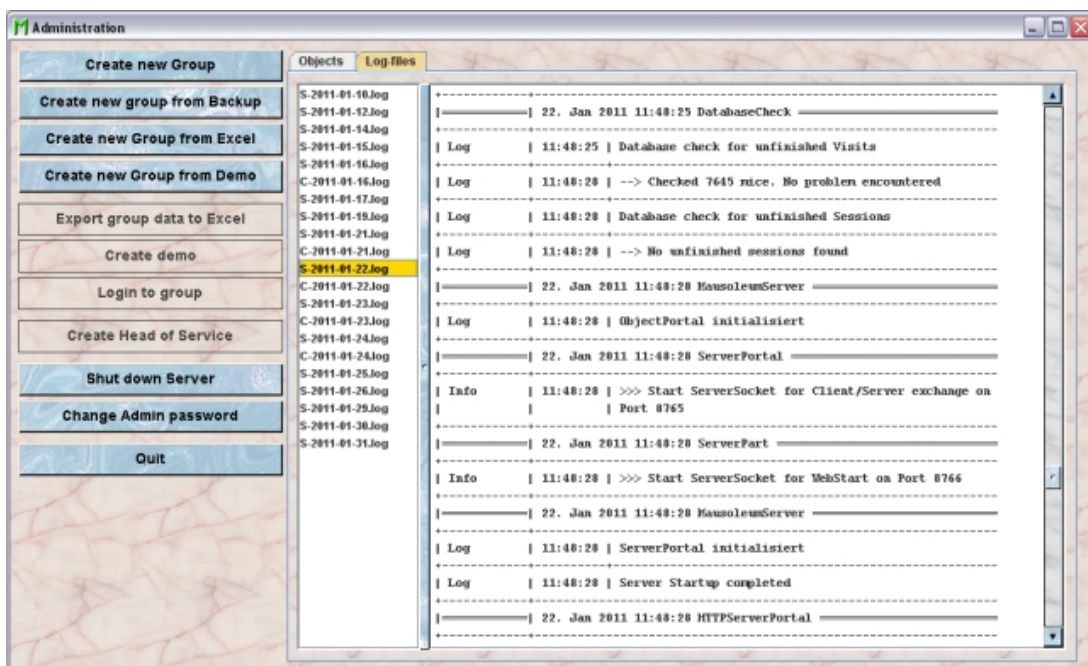 Administration
Create new Group
Create new group from Backup
Create new Group from Excel
Create new Group from Demo
Export group data to Excel
Create demo
Login to group
Create Head of Service
Shut down Server
Change Admin password
Quit
Objects
Log-files
S-2011-01-10.log
S-2011-01-12.log
S-2011-01-14.log
S-2011-01-15.log
S-2011-01-16.log
C-2011-01-16.log
S-2011-01-17.log
S-2011-01-19.log
S-2011-01-21.log
C-2011-01-21.log
S-2011-01-22.log
C-2011-01-22.log
S-2011-01-23.log
C-2011-01-23.log
S-2011-01-24.log
C-2011-01-24.log
S-2011-01-25.log
S-2011-01-26.log
S-2011-01-29.log
S-2011-01-30.log
S-2011-01-31.log
| 22. Jan 2011 11:48:25 DatabaseCheck
| Log | 11:48:25 | Database check for unfinished Visits
| Log | 11:48:28 | --> Checked 7645 mice. No problem encountered
| Log | 11:48:28 | Database check for unfinished Sessions
| Log | 11:48:28 | --> No unfinished sessions found
| 22. Jan 2011 11:48:28 MausoleumServer
| Log | 11:48:28 | ObjectPortal initialisiert
| 22. Jan 2011 11:48:28 ServerPortal
| Info | 11:48:28 | >>> Start ServerSocket for Client/Server exchange on
| | | Port 8765
| 22. Jan 2011 11:48:28 ServerPart
| Info | 11:48:28 | >>> Start ServerSocket for WebStart on Port 8766
| 22. Jan 2011 11:48:28 MausoleumServer
| Log | 11:48:28 | ServerPortal initialisiert
| Log | 11:48:28 | Server Startup completed
| 22. Jan 2011 11:48:28 HTTPServerPortal